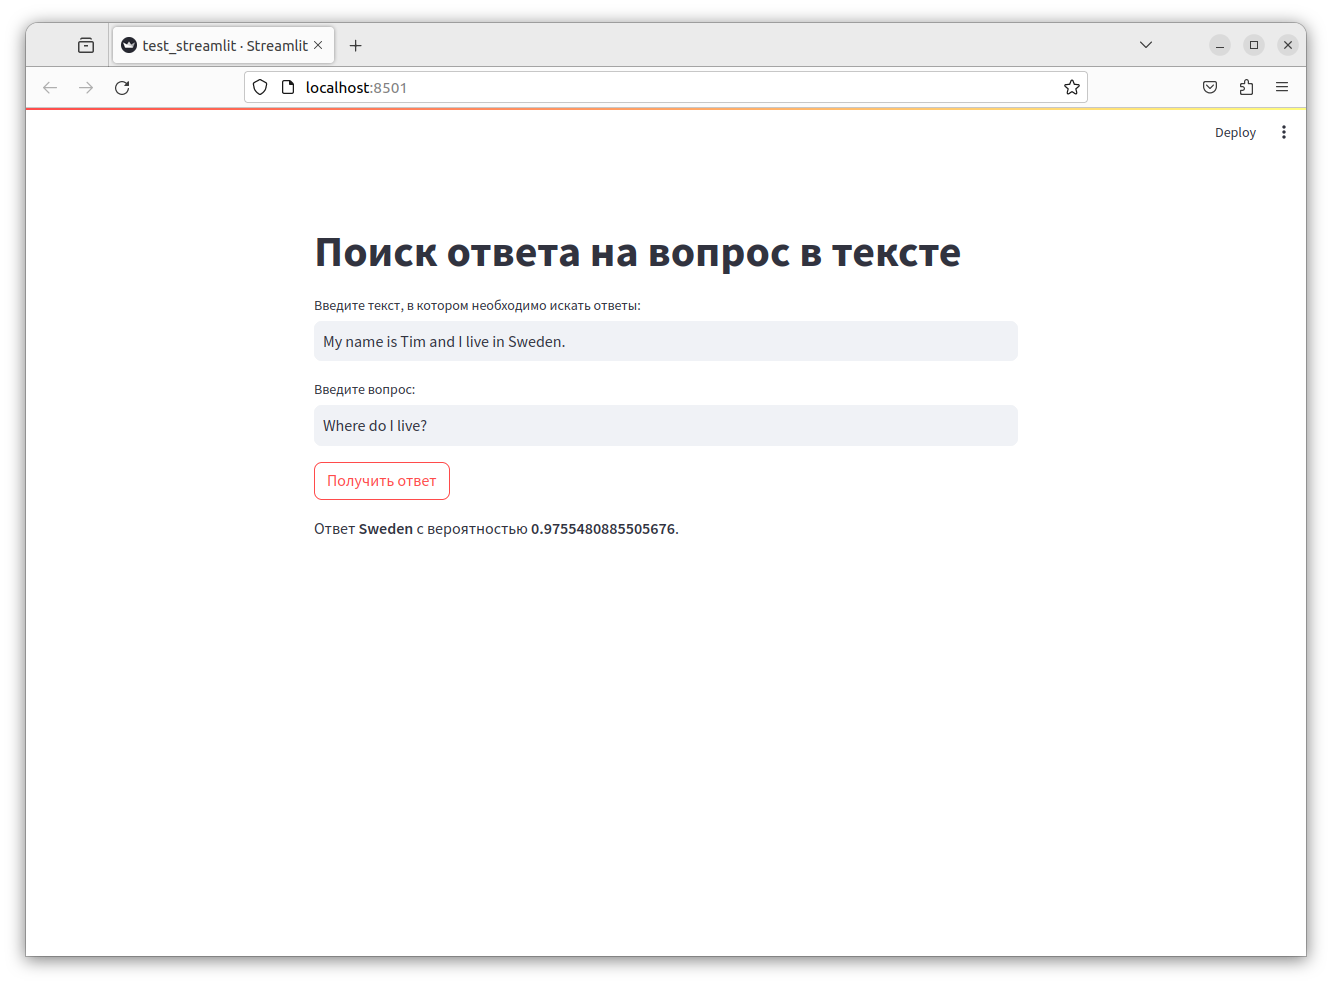 test_streamlit · Streamlit
localhost:8501
Deploy
Поиск ответа на вопрос в тексте
Введите текст, в котором необходимо искать ответы:
My name is Tim and I live in Sweden.
Введите вопрос:
Where do I live?
Получить ответ
Ответ Sweden с вероятностью 0.9755480885505676.